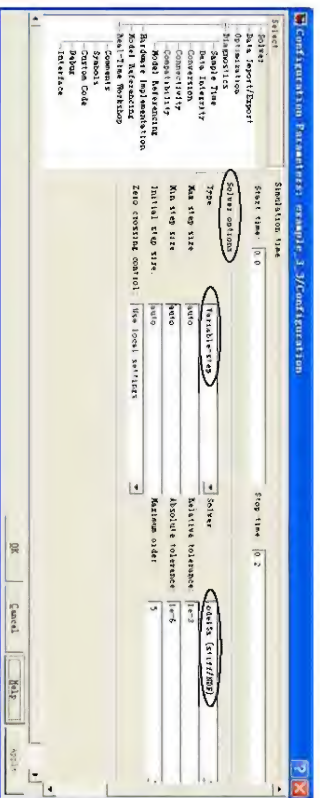 Configuration Parameters: example_3_3/Configuration
Select
Solver
Data Import/Export
Optimization
Diagnostics
Sample Time
Data Integrity
Conversion
Connectivity
Compatibility
Model Referencing
Hardware Implementation
Model Referencing
Real-Time Workshop
Comments
Symbols
Custom Code
Debug
Interface
Simulation time
Start time: 0.0
Stop time: 0.2
Solver options
Type
Variable-step
Solver
ode15s (stiff/NDF)
Max step size
auto
Relative tolerance
1e-3
Min step size
auto
Absolute tolerance
1e-6
Initial step size:
auto
Maximum order
5
Zero crossing control:
Use local settings
OK
Cancel
Help
Apply